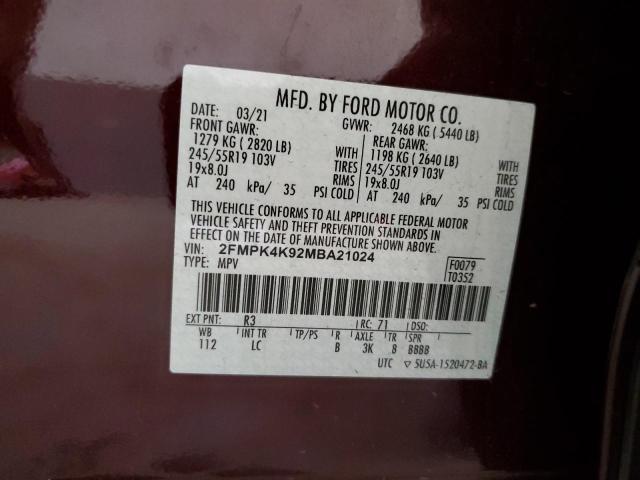 MFD. BY FORD MOTOR CO.
DATE: 03/21 GVWR: 2468 KG ( 5440 LB)
FRONT GAWR: REAR GAWR:
1279 KG ( 2820 LB) WITH 1198 KG ( 2640 LB) WITH
245/55R19 103V TIRES 245/55R19 103V TIRES
19x8.0J RIMS 19x8.0J RIMS
AT 240 kPa/ 35 PSI COLD AT 240 kPa/ 35 PSI COLD
THIS VEHICLE CONFORMS TO ALL APPLICABLE FEDERAL MOTOR
VEHICLE SAFETY AND THEFT PREVENTION STANDARDS IN
EFFECT ON THE DATE OF MANUFACTURE SHOWN ABOVE.
VIN: 2FMPK4K92MBA21024 F0079
TYPE: MPV T0352
EXT PNT: R3 RC: 71 DSO:
WB INT TR TP/PS R AXLE TR SPR
112 LC B 3K 8 BBBB
UTC ▽ 5U5A-1520472-BA